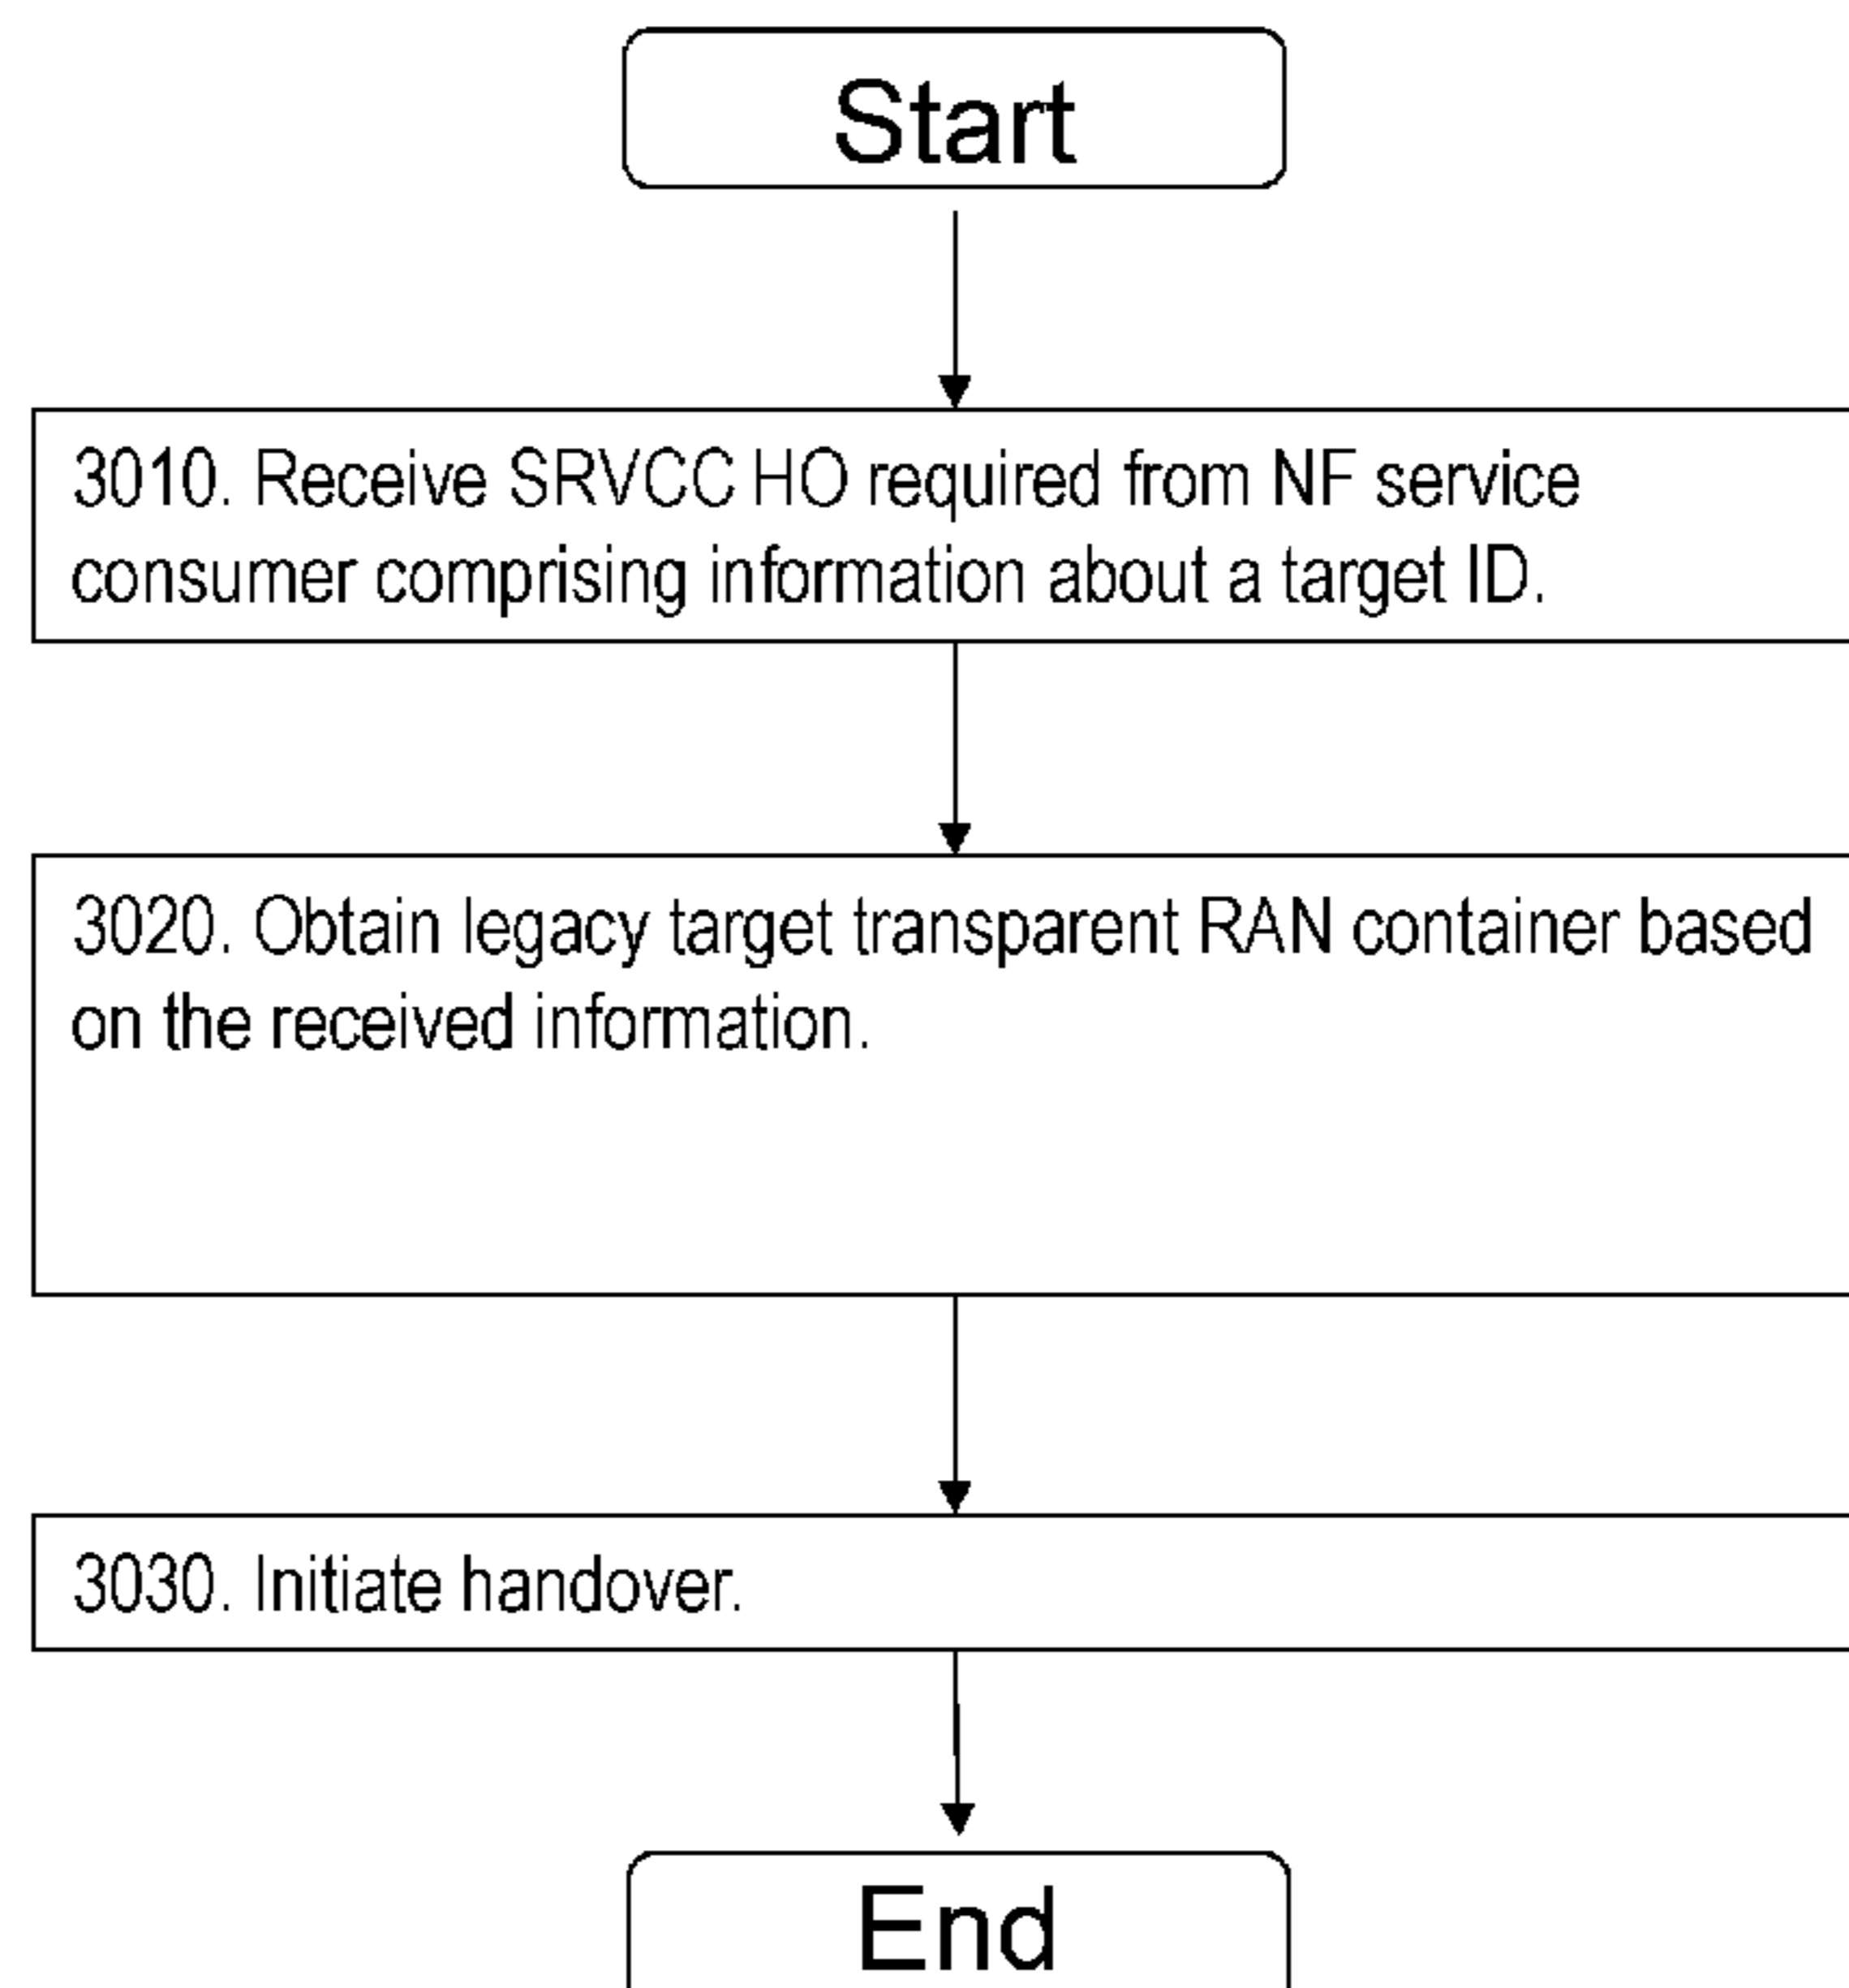 Start
3010. Receive SRVCC HO required from NF service
consumer comprising information about a target ID.
3020. Obtain legacy target transparent RAN container based
on the received information.
3030. Initiate handover.
End